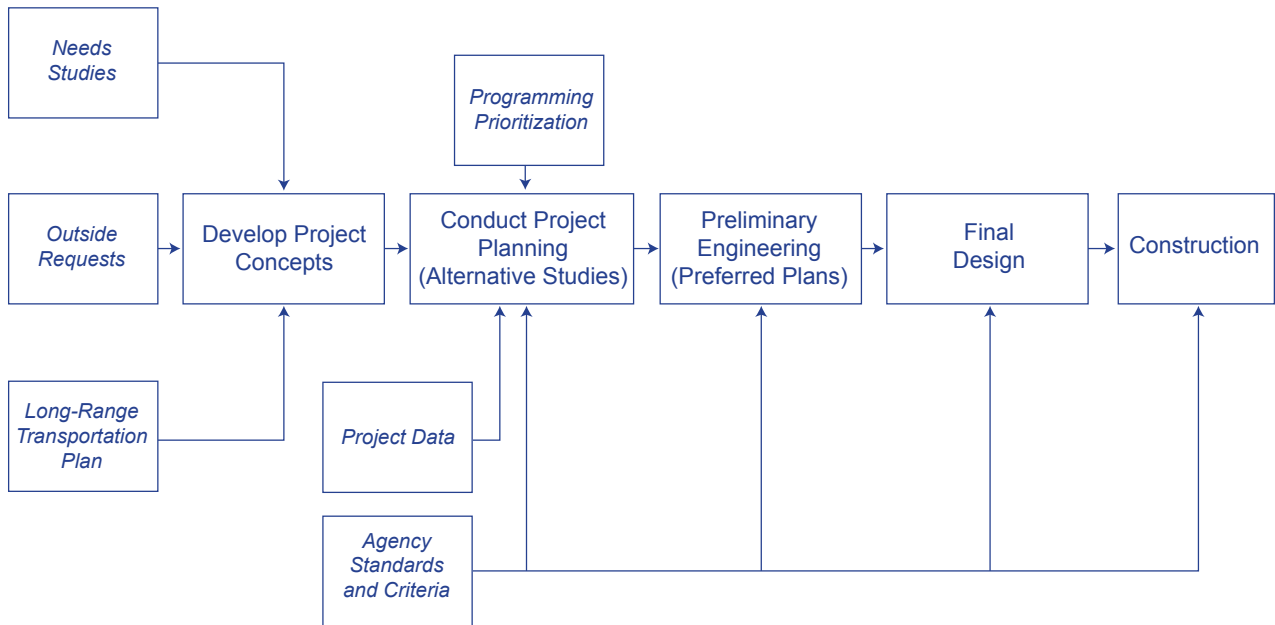 Needs
Studies
Programming
Prioritization
Outside
Requests
Develop Project
Concepts
Conduct Project
Planning
(Alternative Studies)
Preliminary
Engineering
(Preferred Plans)
Final
Design
Construction
Long-Range
Transportation
Plan
Project Data
Agency
Standards
and Criteria